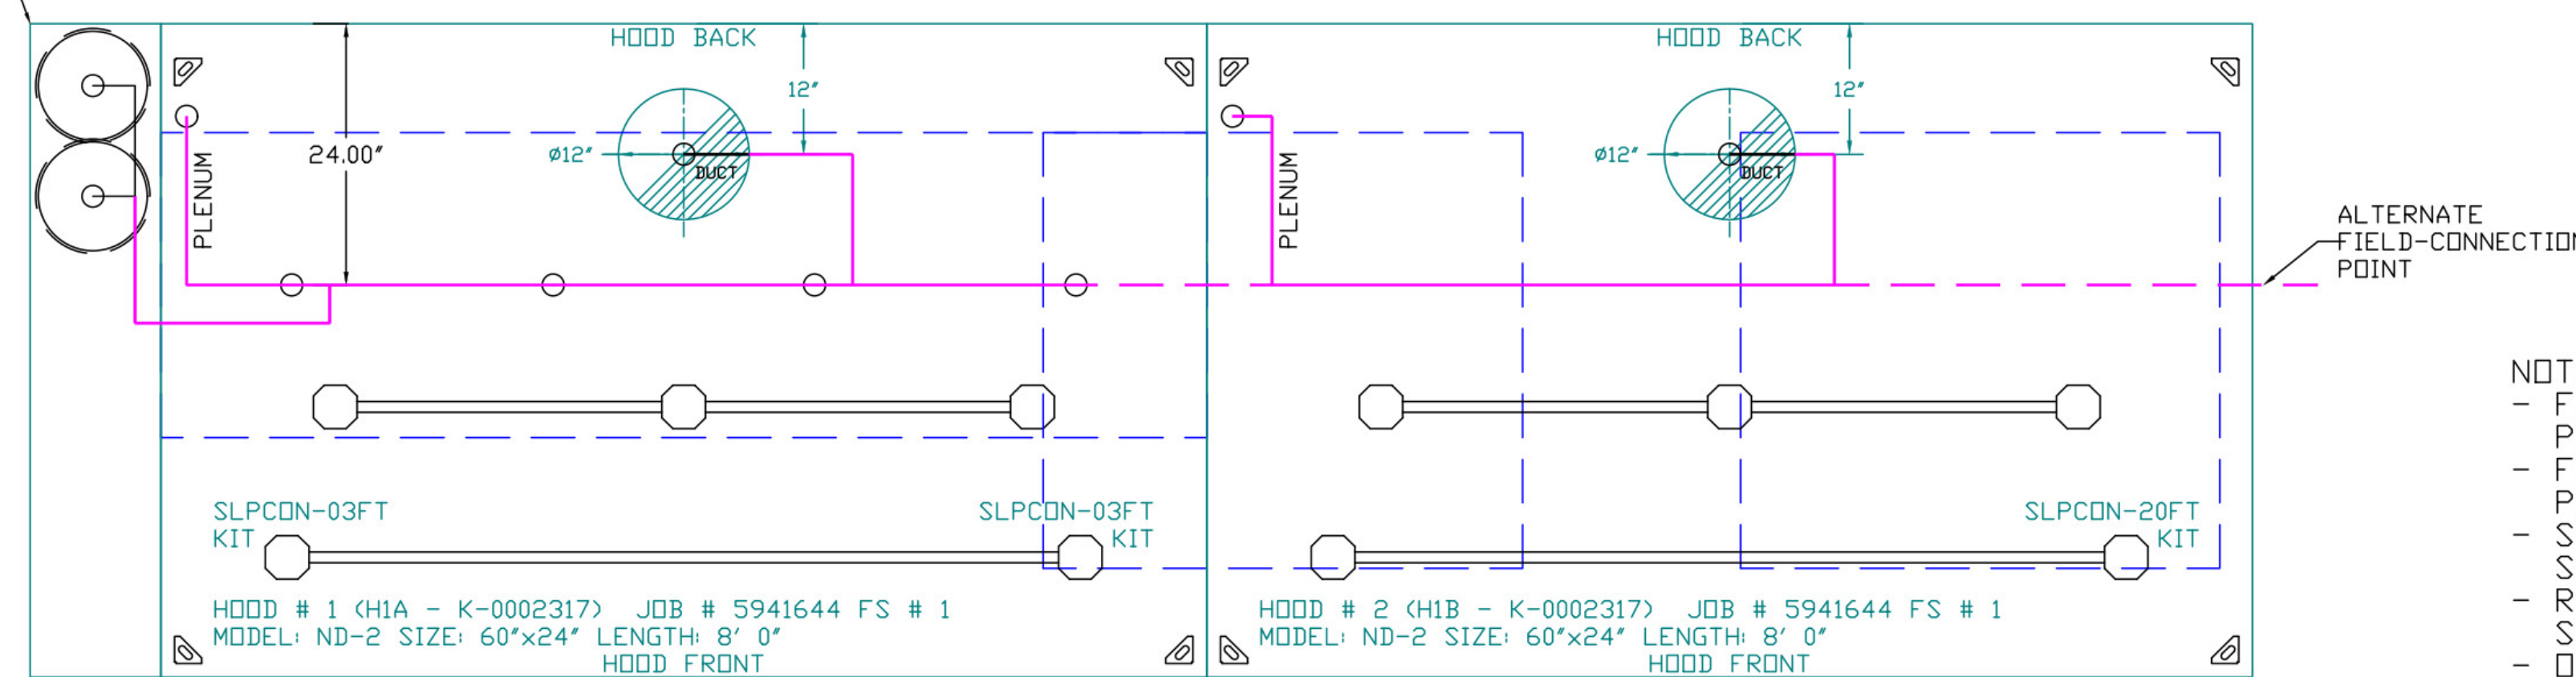 HOOD BACK
12"
24.00"
Ø12"
DUCT
PLENUM
SLPCON-03FT
KIT
SLPCON-03FT
KIT
HOOD # 1 (H1A - K-0002317) JOB # 5941644 FS # 1
MODEL: ND-2 SIZE: 60"x24" LENGTH: 8' 0"
HOOD FRONT
HOOD BACK
12"
Ø12"
DUCT
PLENUM
SLPCON-20FT
KIT
HOOD # 2 (H1B - K-0002317) JOB # 5941644 FS # 1
MODEL: ND-2 SIZE: 60"x24" LENGTH: 8' 0"
HOOD FRONT
ALTERNATE
FIELD-CONNECTION
POINT
NOT
- F
P
- F
P
- S
S
- R
S